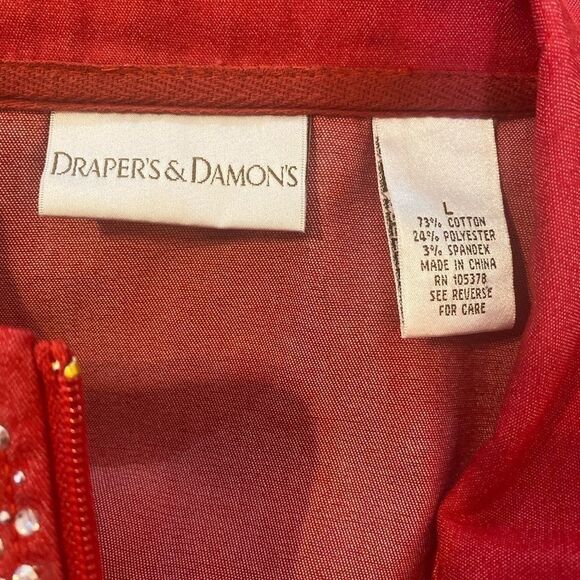 DRAPER'S & DAMON'S
L
73% COTTON
24% POLYESTER
3% SPANDEX
MADE IN CHINA
RN 105378
SEE REVERSE
FOR CARE